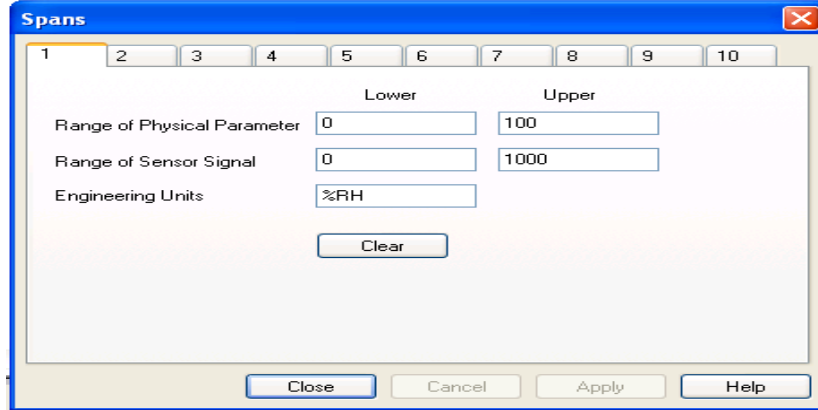 Spans
1 2 3 4 5 6 7 8 9 10
Lower Upper
Range of Physical Parameter 0 100
Range of Sensor Signal 0 1000
Engineering Units %RH
Clear
Close Cancel Apply Help